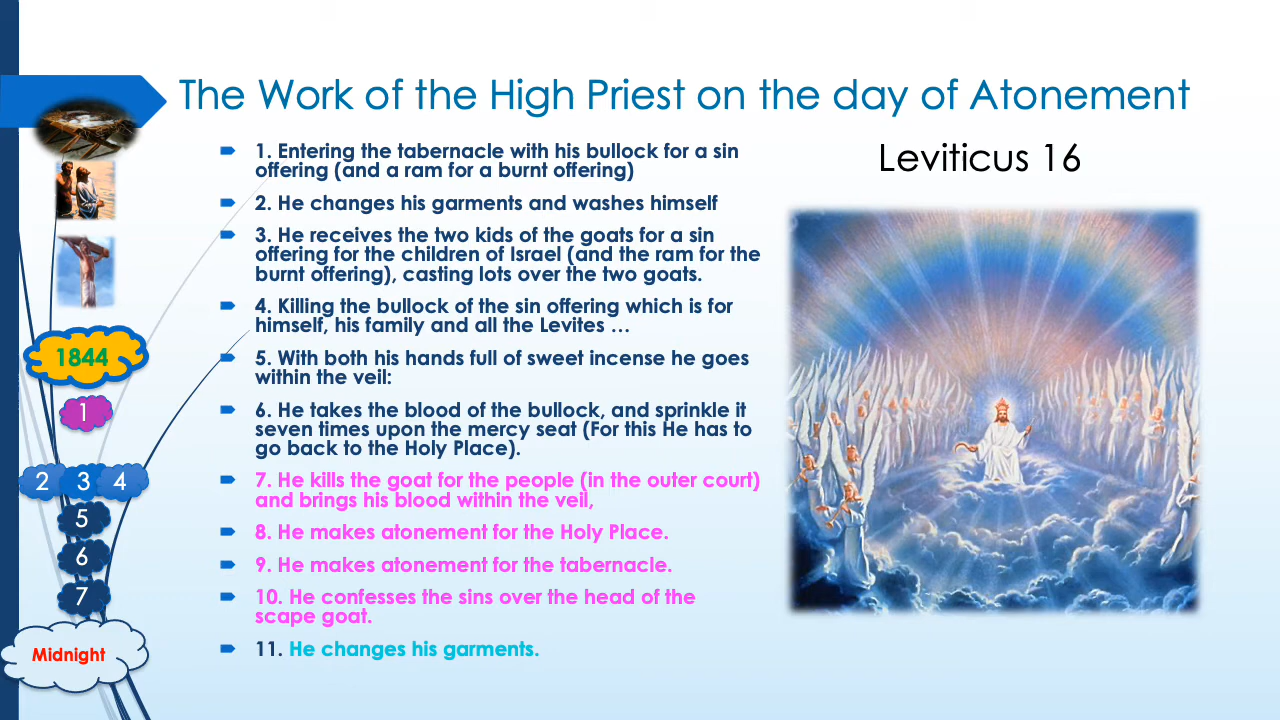 The Work of the High Priest on the day of Atonement
1. Entering the tabernacle with his bullock for a sin
offering (and a ram for a burnt offering)
2. He changes his garments and washes himself
3. He receives the two kids of the goats for a sin
offering for the children of Israel (and the ram for the
burnt offering), casting lots over the two goats.
4. Killing the bullock of the sin offering which is for
himself, his family and all the Levites …
5. With both his hands full of sweet incense he goes
within the veil:
6. He takes the blood of the bullock, and sprinkle it
seven times upon the mercy seat (For this He has to
go back to the Holy Place).
7. He kills the goat for the people (in the outer court)
and brings his blood within the veil,
8. He makes atonement for the Holy Place.
9. He makes atonement for the tabernacle.
10. He confesses the sins over the head of the
scape goat.
11. He changes his garments.
Leviticus 16
1844
1
2 3 4
5
6
7
Midnight